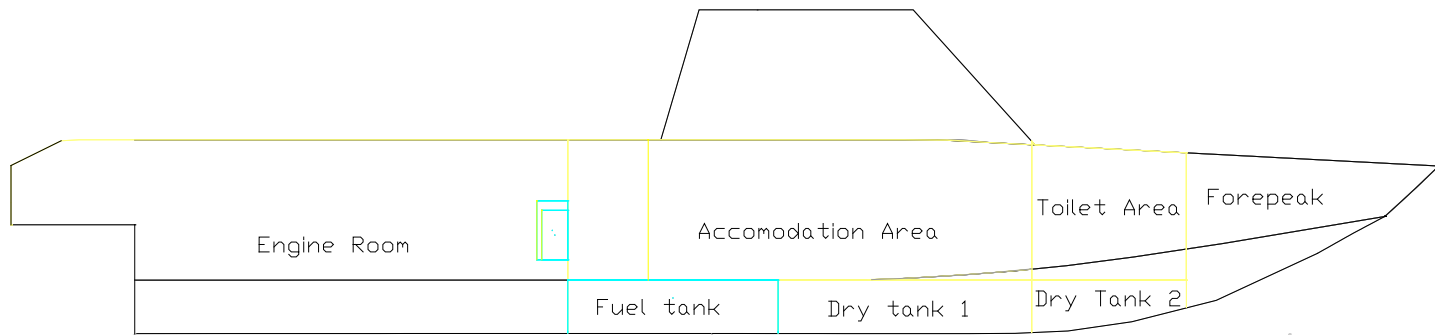 Engine Room
Accomodation Area
Toilet Area
Forepeak
Fuel tank
Dry tank 1
Dry Tank 2